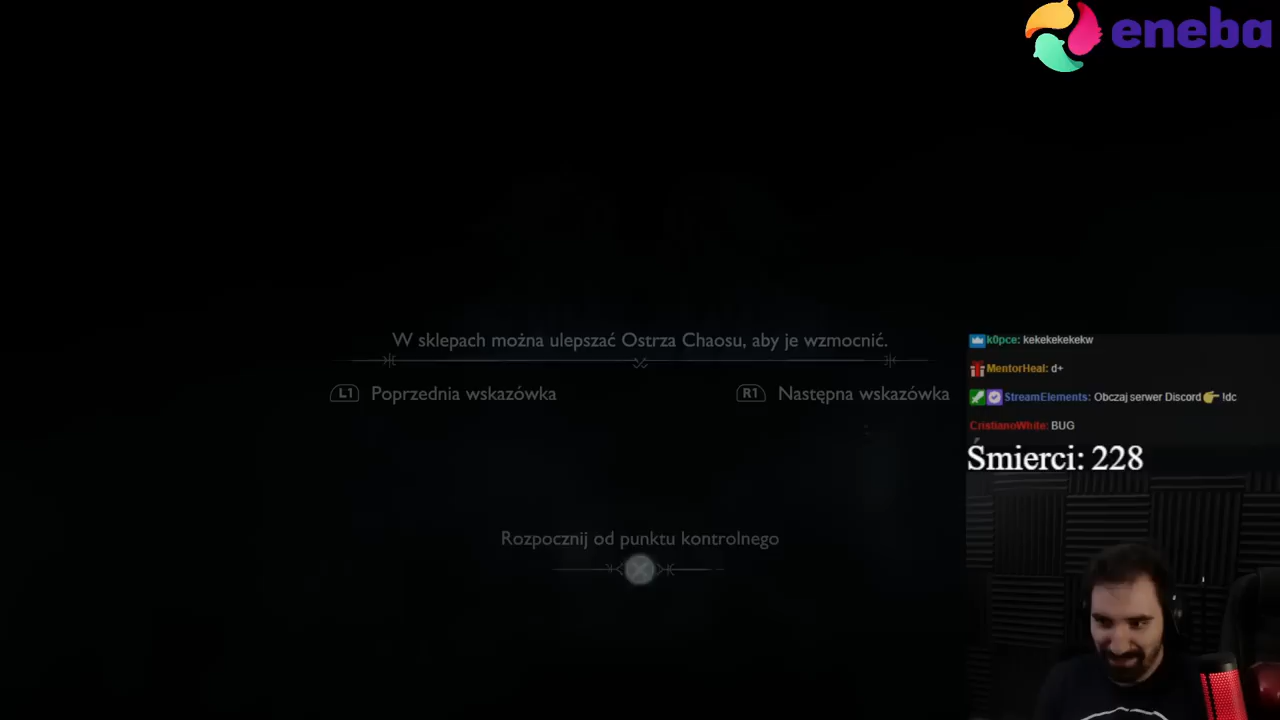 eneba
W sklepach można ulepszać Ostrza Chaosu, aby je wzmocnić.
L1 Poprzednia wskazówka
R1 Następna wskazówka
k0pce: kekekekekekw
MentorHeal: d+
StreamElements: Obczaj serwer Discord 👉 !dc
CristianoWhite: BUG
Śmierci: 228
Rozpocznij od punktu kontrolnego